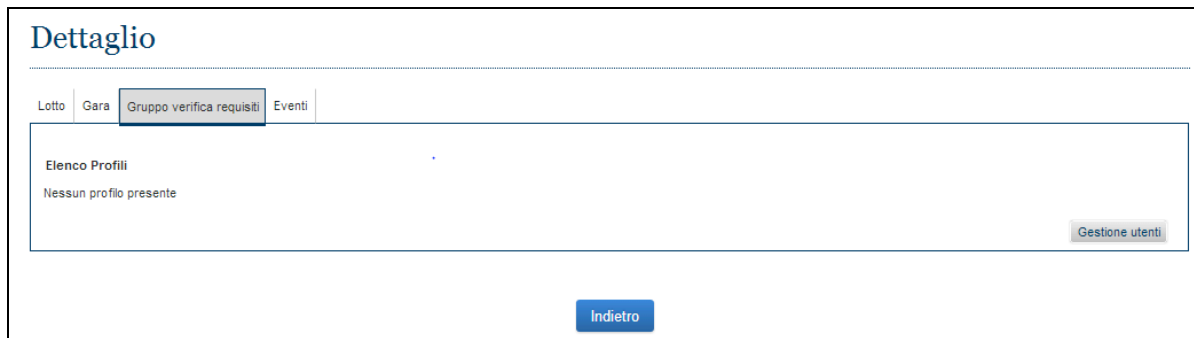 Dettaglio
Lotto Gara Gruppo verifica requisiti Eventi
Elenco Profili
Nessun profilo presente
Gestione utenti
Indietro